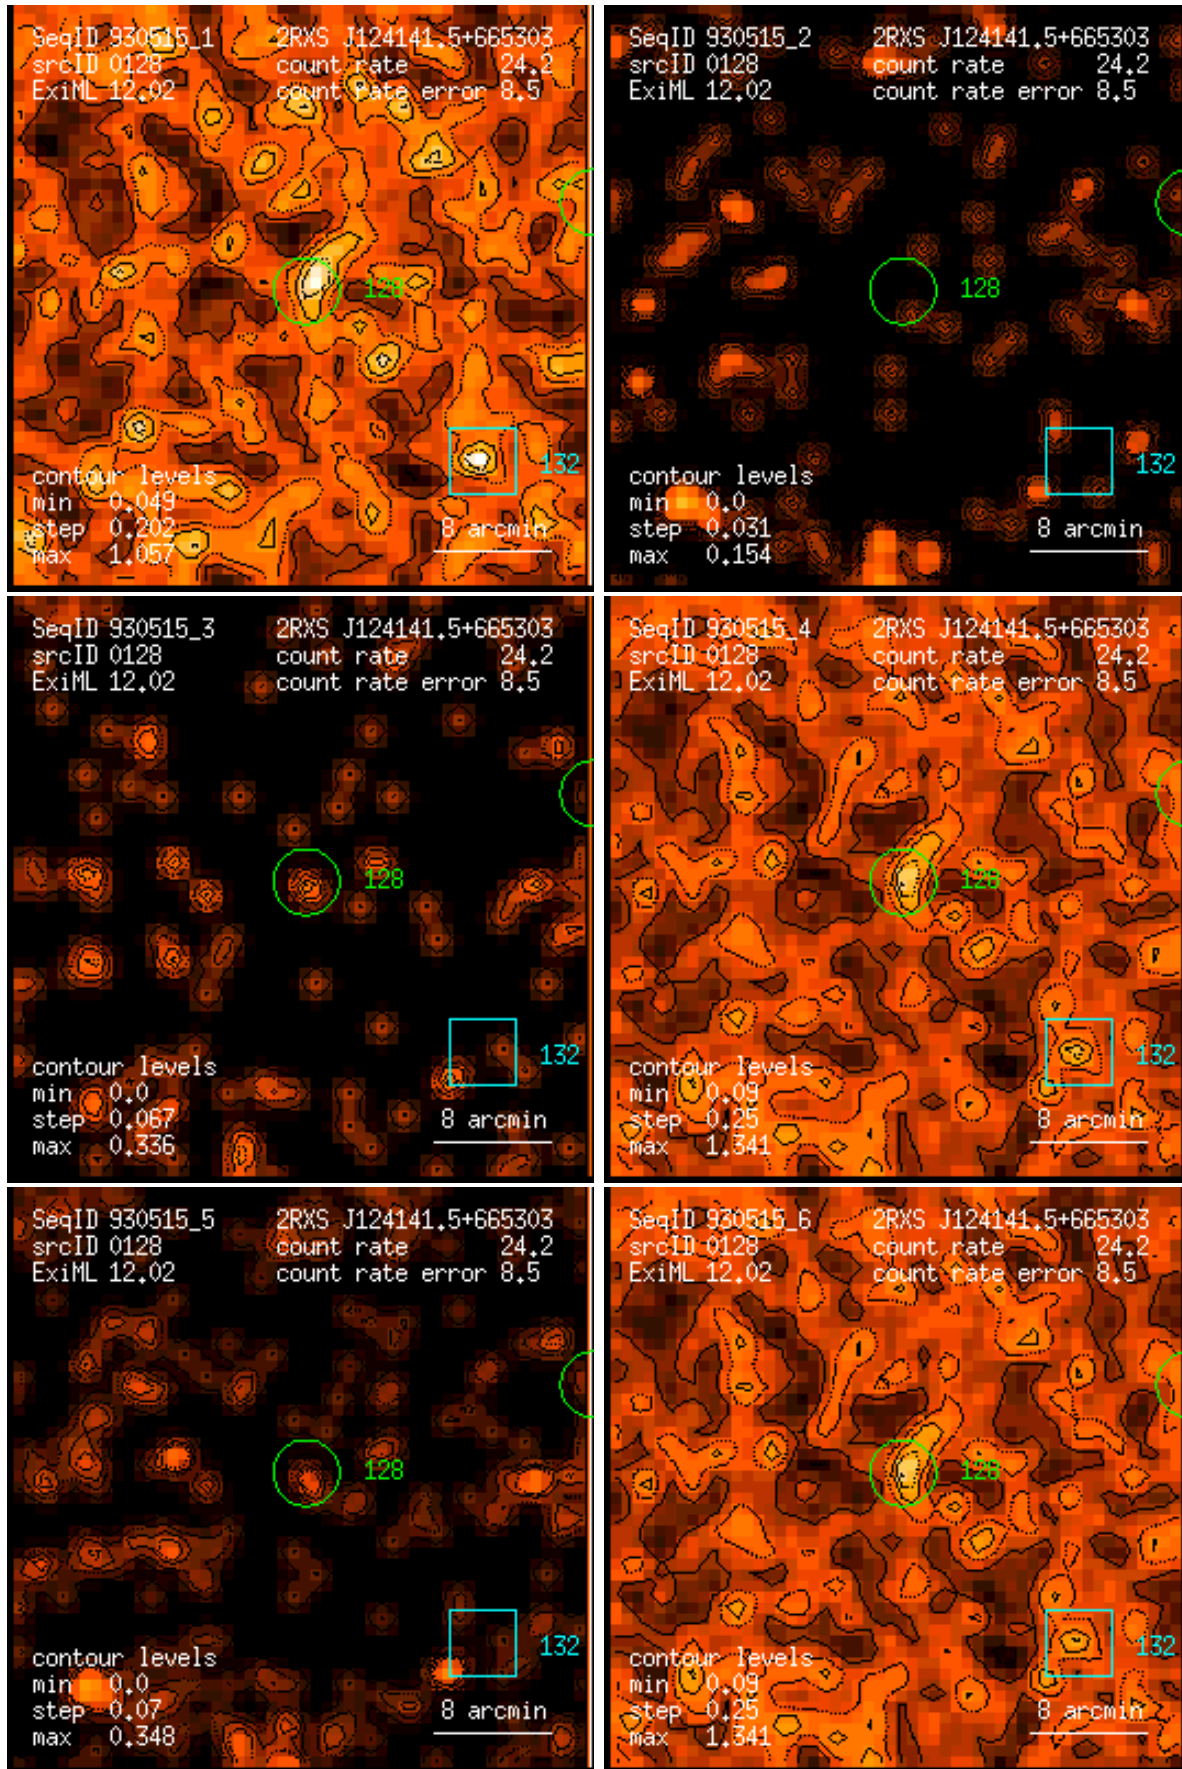 SeqID 930515_1 2RXS J124141.5+665303
srcID 0128 count rate 24.2
ExiML 12.02 count rate error 8.5
128
132
contour levels
min 0.049
step 0.202 8 arcmin
max 1.057
SeqID 930515_2 2RXS J124141.5+665303
srcID 0128 count rate 24.2
ExiML 12.02 count rate error 8.5
128
132
contour levels
min 0.0
step 0.031 8 arcmin
max 0.154
SeqID 930515_3 2RXS J124141.5+665303
srcID 0128 count rate 24.2
ExiML 12.02 count rate error 8.5
128
132
contour levels
min 0.0
step 0.067 8 arcmin
max 0.336
SeqID 930515_4 2RXS J124141.5+665303
srcID 0128 count rate 24.2
ExiML 12.02 count rate error 8.5
128
132
contour levels
min 0.09
step 0.25 8 arcmin
max 1.341
SeqID 930515_5 2RXS J124141.5+665303
srcID 0128 count rate 24.2
ExiML 12.02 count rate error 8.5
128
132
contour levels
min 0.0
step 0.07 8 arcmin
max 0.348
SeqID 930515_6 2RXS J124141.5+665303
srcID 0128 count rate 24.2
ExiML 12.02 count rate error 8.5
128
132
contour levels
min 0.09
step 0.25 8 arcmin
max 1.341